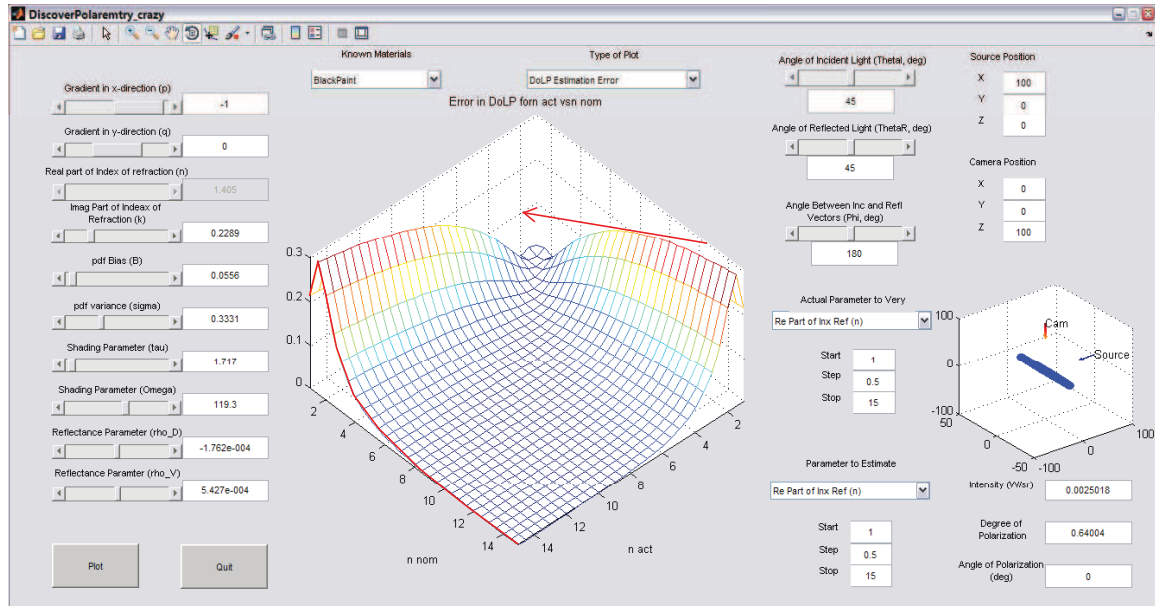 DiscoverPolaremtry_crazy
Known Materials
BlackPaint
Type of Plot
DoLP Estimation Error
Error in DoLP forn act vsn nom
Gradient in x-direction (p)
-1
Gradient in y-direction (q)
0
Real part of Index of refraction (n)
1.405
Imag Part of Indeax of
Refraction (k)
0.2289
pdf Bias (B)
0.0556
pdf variance (sigma)
0.3331
Shading Parameter (tau)
1.717
Shading Parameter (Omega)
119.3
Reflectance Parameter (rho_D)
-1.762e-004
Reflectance Paramter (rho_V)
5.427e-004
Plot
Quit
0.3
0.2
0.1
0
2
4
6
8
10
12
14
n nom
14
12
10
8
6
4
2
n act
Angle of Incident Light (ThetaI, deg)
45
Angle of Reflected Light (ThetaR, deg)
45
Angle Between Inc and Refl
Vectors (Phi, deg)
180
Source Position
X
100
Y
0
Z
0
Camera Position
X
0
Y
0
Z
100
Actual Parameter to Very
Re Part of Inx Ref (n)
Start
1
Step
0.5
Stop
15
Parameter to Estimate
Re Part of Inx Ref (n)
Start
1
Step
0.5
Stop
15
100
0
-100
50
0
-50
-100
0
100
Cam
Source
Intensity (W/sr)
0.0025018
Degree of
Polarization
0.64004
Angle of Polarization
(deg)
0